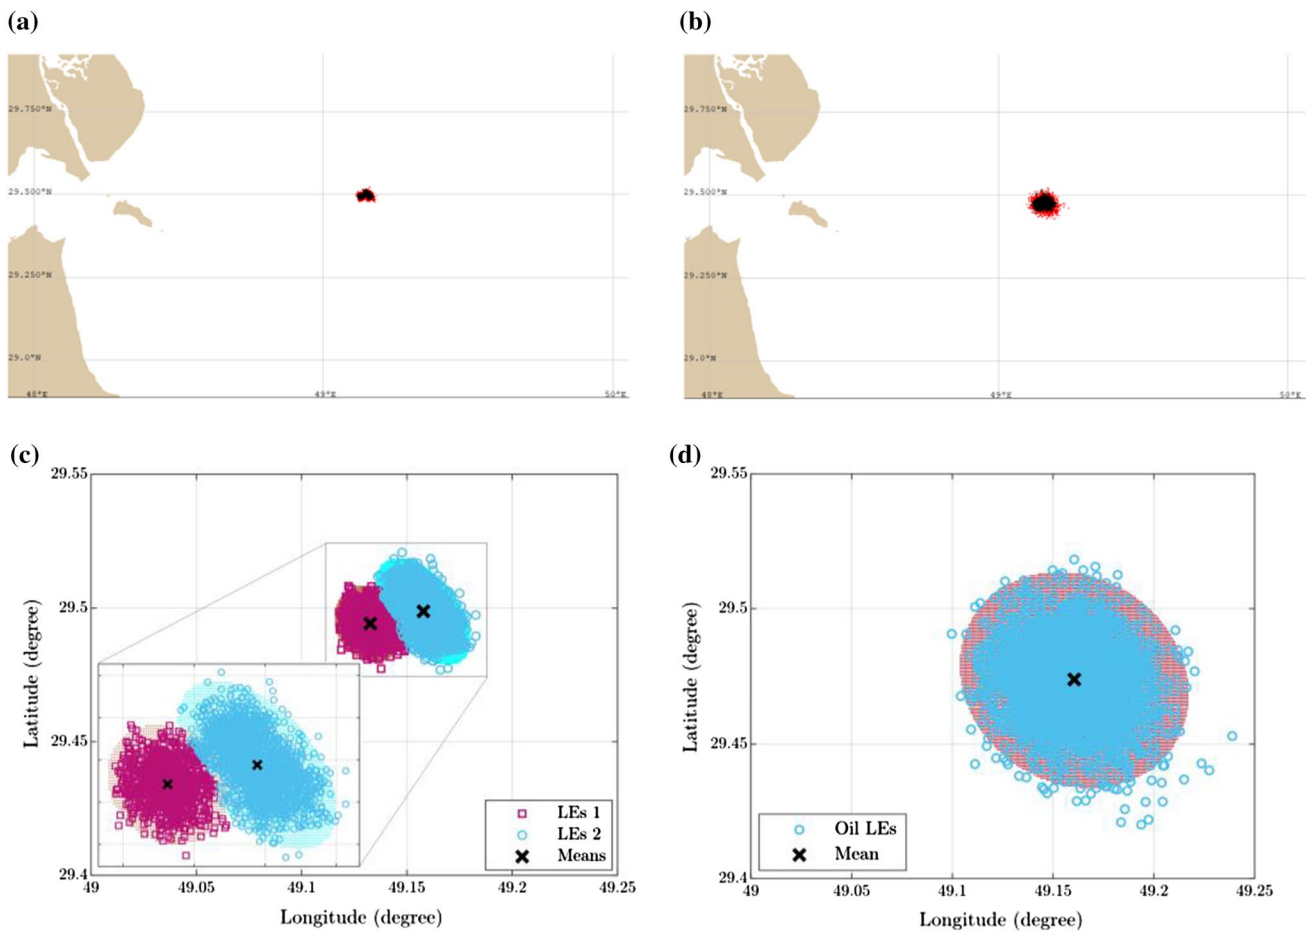 (a)
(b)
29.750°N
29.500°N
29.250°N
29.0°N
48°E
49°E
50°E
29.750°N
29.500°N
29.250°N
29.0°N
48°E
49°E
50°E
(c)
(d)
29.55
29.5
29.45
29.4
Latitude (degree)
LEs 1
LEs 2
Means
49
49.05
49.1
49.15
49.2
49.25
Longitude (degree)
29.55
29.5
29.45
29.4
Latitude (degree)
Oil LEs
Mean
49
49.05
49.1
49.15
49.2
49.25
Longitude (degree)